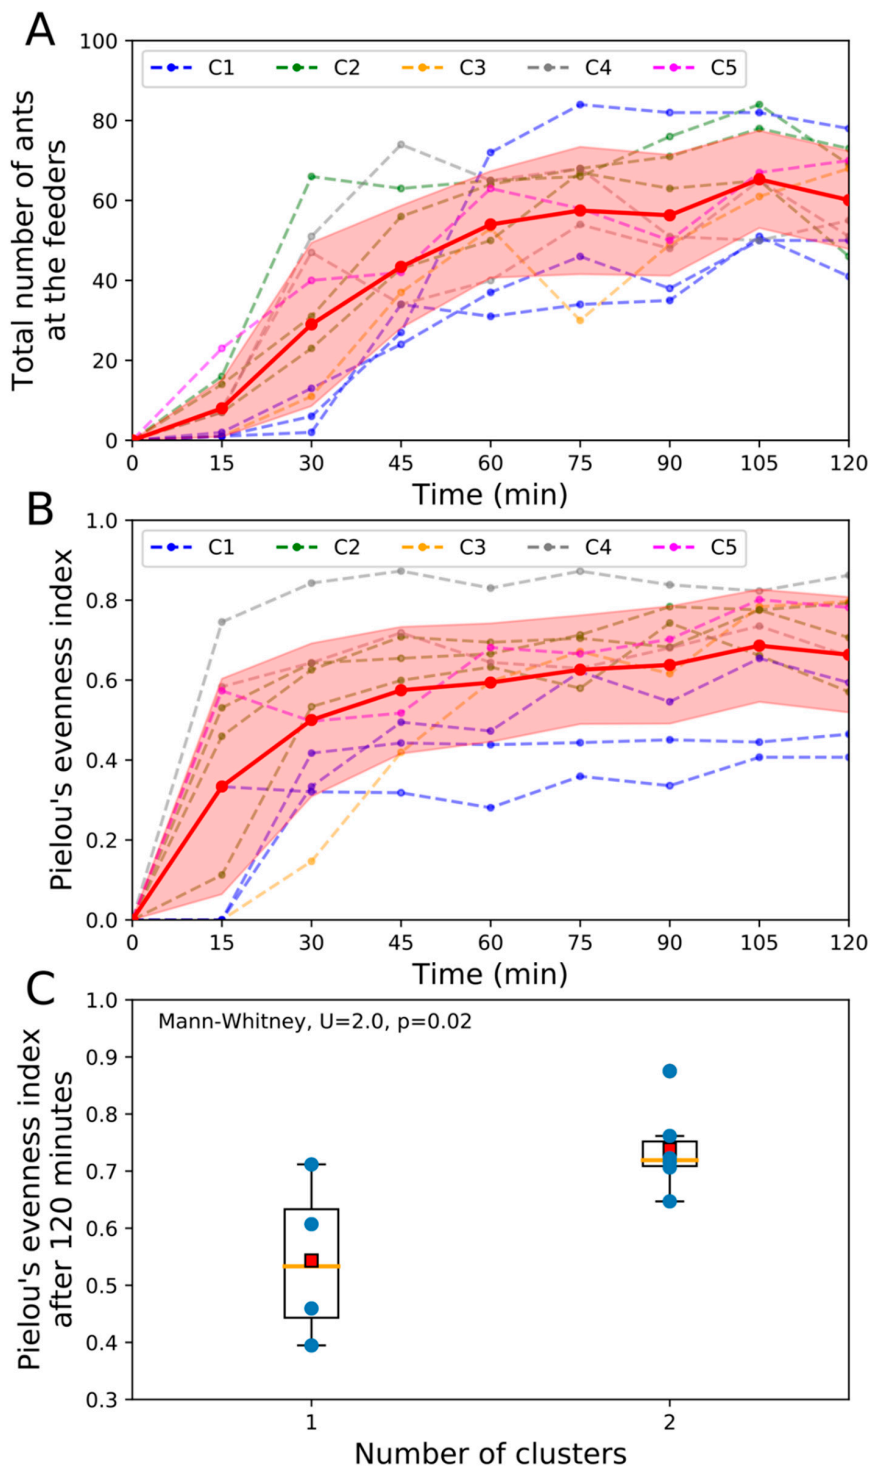 A
100
80
60
40
20
0
Total number of ants
at the feeders
C1 C2 C3 C4 C5
0 15 30 45 60 75 90 105 120
Time (min)
B
1.0
0.8
0.6
0.4
0.2
0.0
Pielou's evenness index
C1 C2 C3 C4 C5
0 15 30 45 60 75 90 105 120
Time (min)
C
1.0
0.9
0.8
0.7
0.6
0.5
0.4
0.3
Pielou's evenness index
after 120 minutes
Mann-Whitney, U=2.0, p=0.02
1 2
Number of clusters